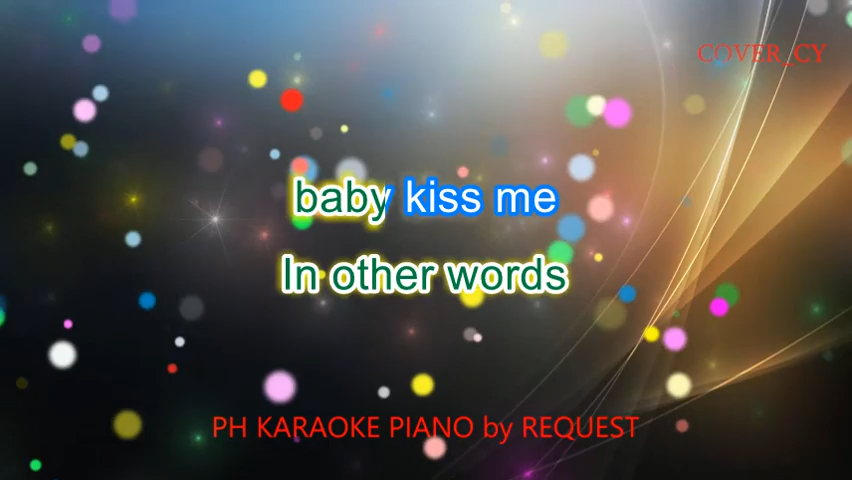 COVER_CY
baby kiss me
In other words
PH KARAOKE PIANO by REQUEST